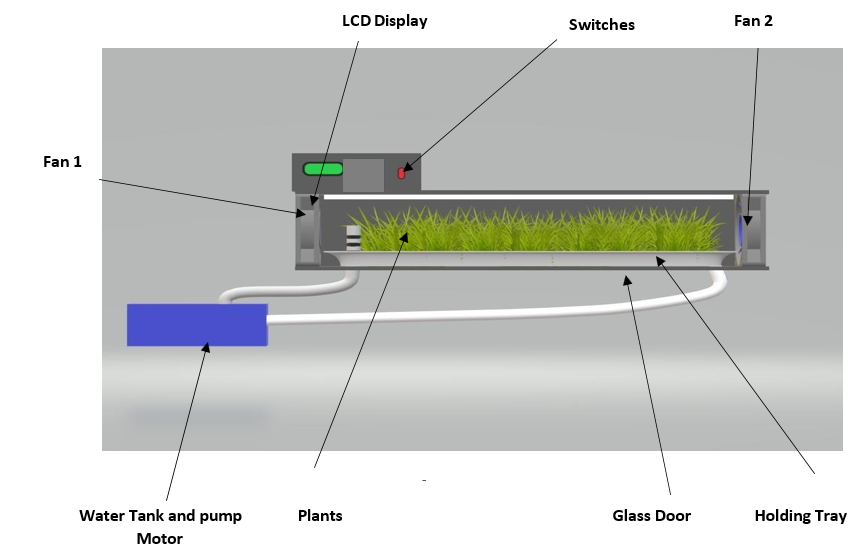 LCD Display
Switches
Fan 2
Fan 1
Water Tank and pump
Motor
Plants
Glass Door
Holding Tray